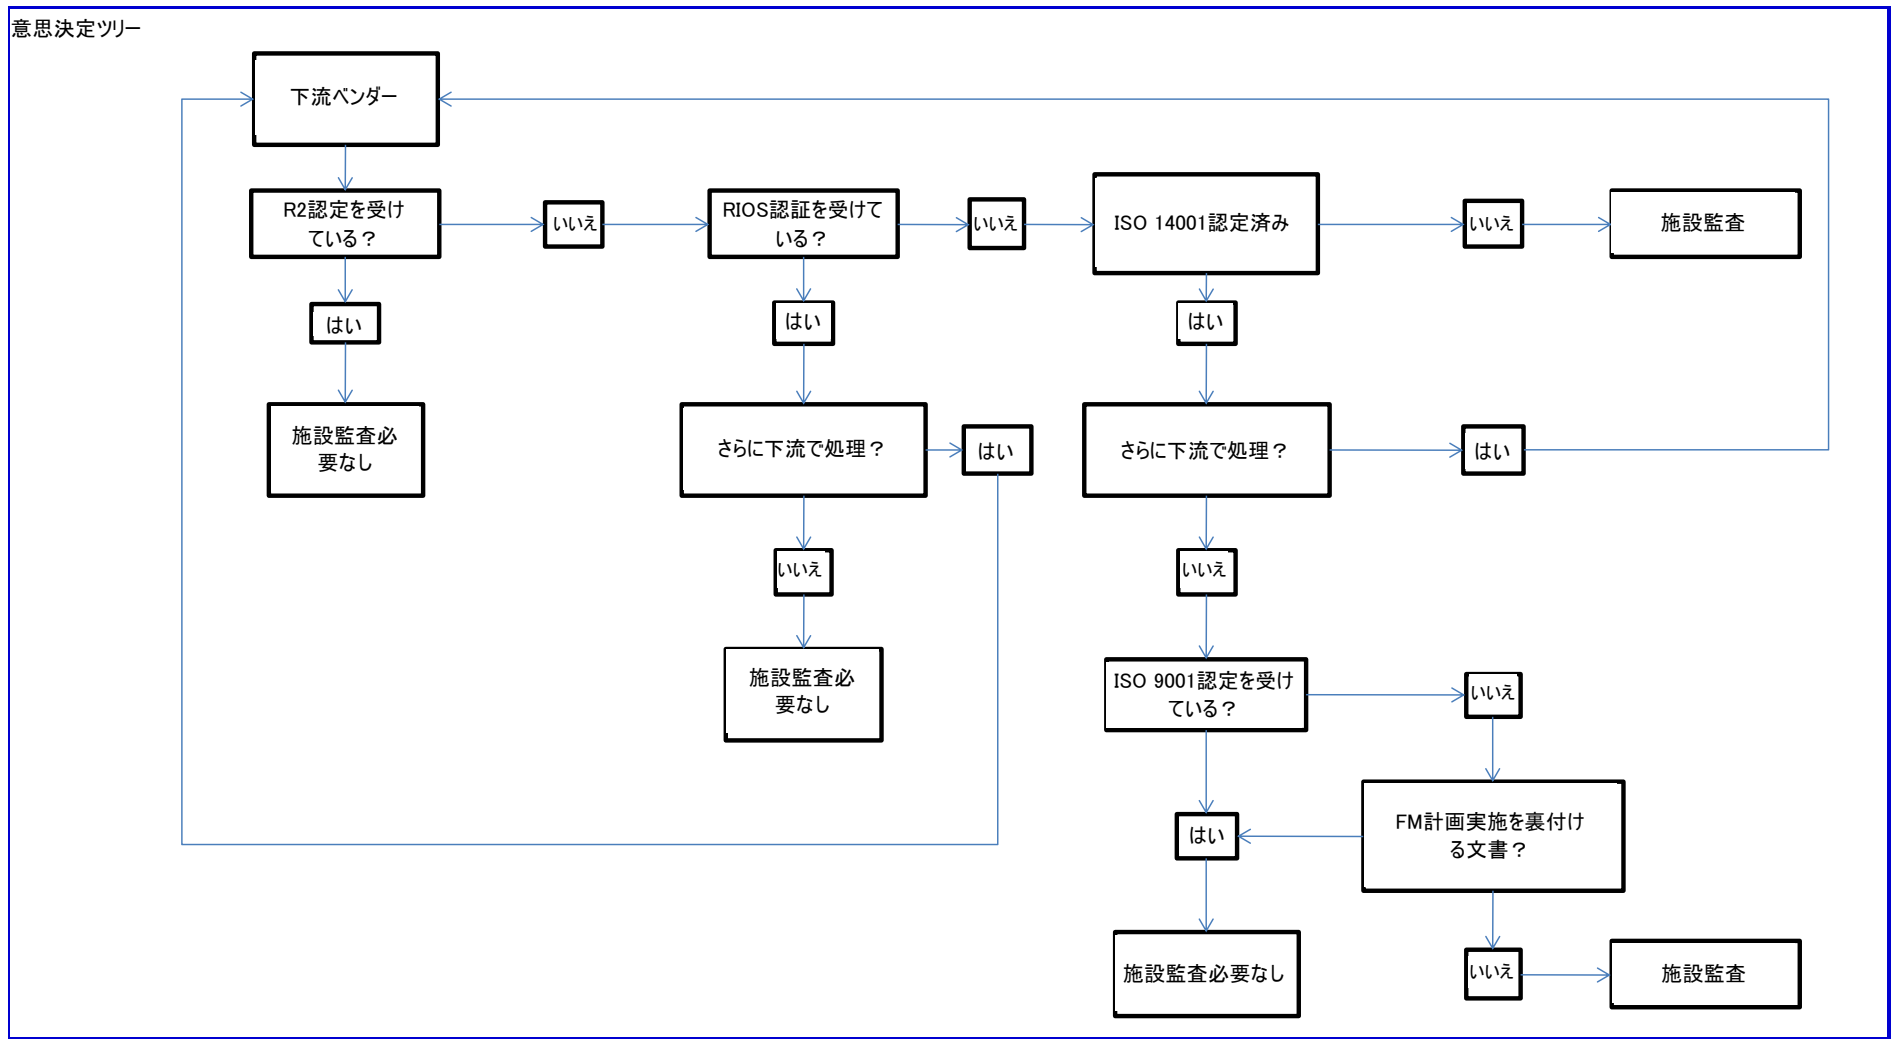 意思決定ツリー
下流ベンダー
R2認定を受け
ている？
いいえ
RIOS認証を受けて
いる？
いいえ
ISO 14001認定済み
いいえ
施設監査
はい
はい
はい
施設監査必
要なし
さらに下流で処理？
はい
さらに下流で処理？
はい
いいえ
いいえ
施設監査必
要なし
ISO 9001認定を受け
ている？
いいえ
はい
FM計画実施を裏付け
る文書？
施設監査必要なし
いいえ
施設監査